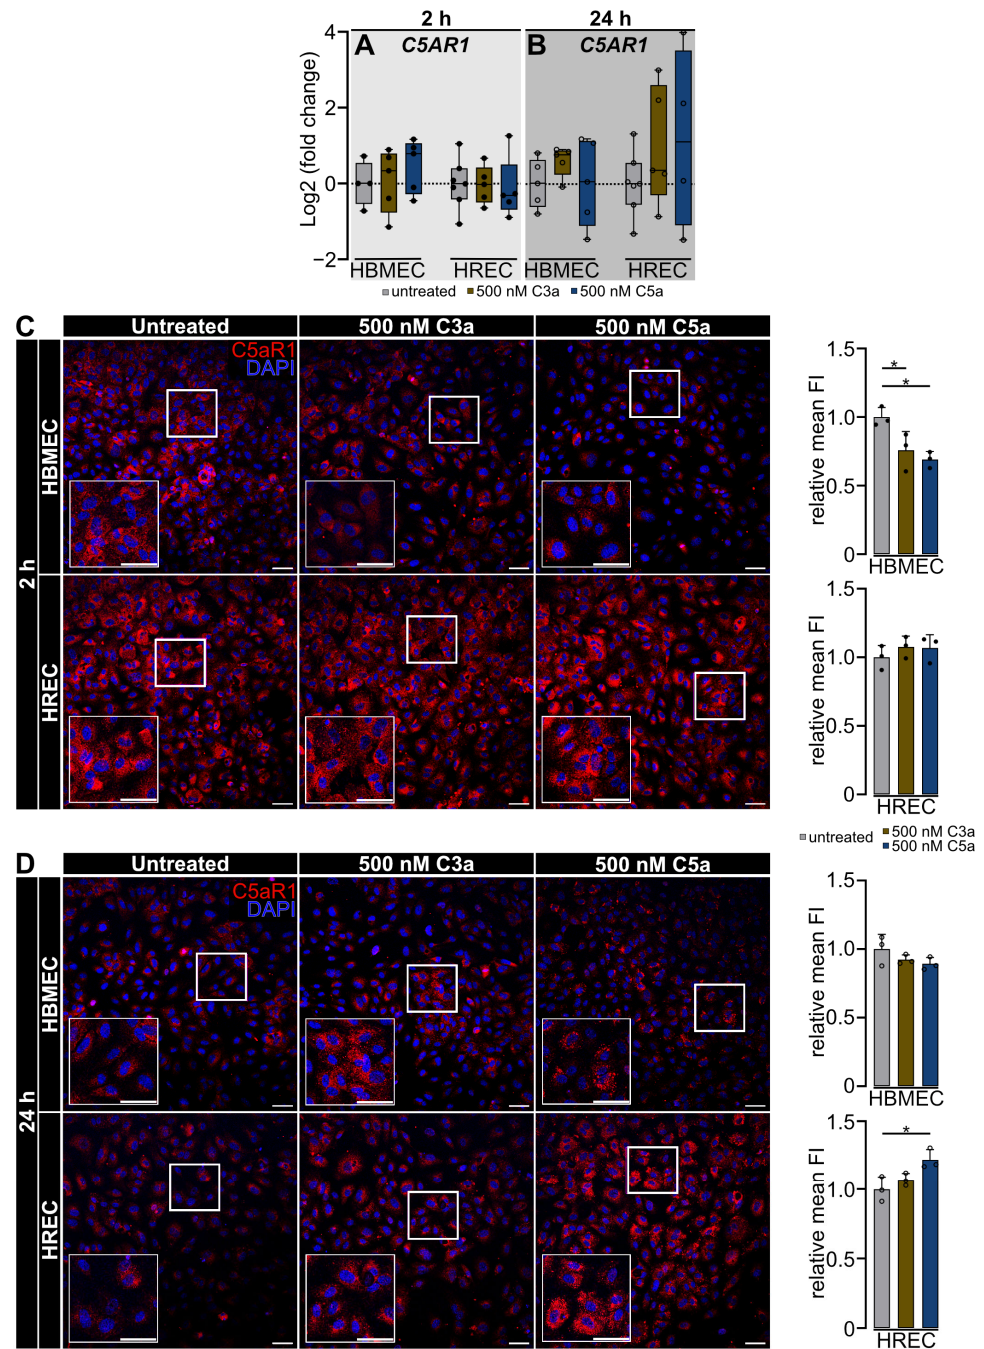 2 h 24 h
A C5AR1 B C5AR1
Log2 (fold change)
4
2
0
−2
HBMEC HREC HBMEC HREC
untreated 500 nM C3a 500 nM C5a
C Untreated 500 nM C3a 500 nM C5a
2 h
HBMEC
C5aR1
DAPI
HREC
relative mean FI
1.5
1.0
0.5
0
* 
*
HBMEC
relative mean FI
1.5
1.0
0.5
0
HREC
untreated 500 nM C3a
500 nM C5a
D Untreated 500 nM C3a 500 nM C5a
24 h
HBMEC
C5aR1
DAPI
HREC
relative mean FI
1.5
1.0
0.5
0
HBMEC
relative mean FI
1.5
1.0
0.5
0
*
HREC